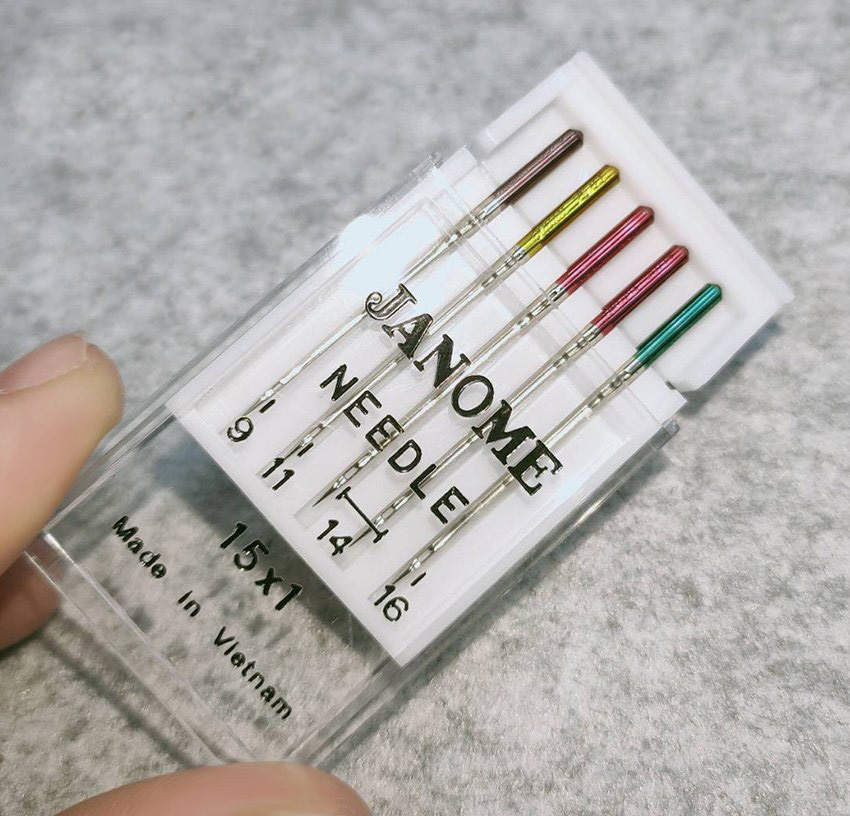 JANOME
NEEDLE
9 11 14 16
15x1
Made in Vietnam